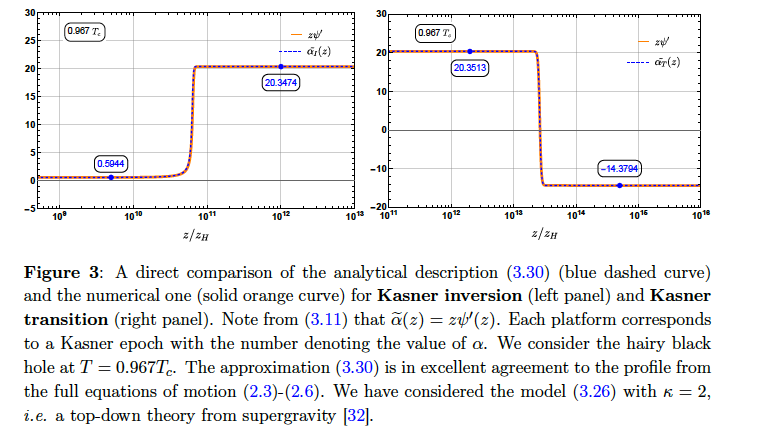 30
25
20
15
10
5
0
-5
0.967 T_c
zψ′
α̃_I(z)
20.3474
0.5944
10^9
10^10
10^11
10^12
10^13
z/z_H
30
20
10
0
-10
-20
0.967 T_c
zψ′
α̃_T(z)
20.3513
-14.3794
10^11
10^12
10^13
10^14
10^15
10^16
z/z_H
Figure 3: A direct comparison of the analytical description (3.30) (blue dashed curve)
and the numerical one (solid orange curve) for Kasner inversion (left panel) and Kasner
transition (right panel). Note from (3.11) that α̃(z) = zψ′(z). Each platform corresponds
to a Kasner epoch with the number denoting the value of α. We consider the hairy black
hole at T = 0.967T_c. The approximation (3.30) is in excellent agreement to the profile from
the full equations of motion (2.3)-(2.6). We have considered the model (3.26) with κ = 2,
i.e. a top-down theory from supergravity [32].